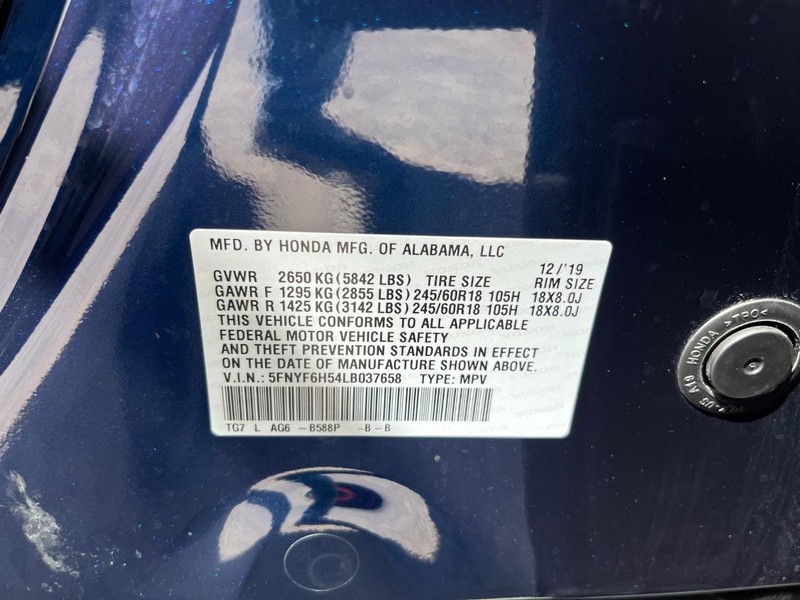 MFD. BY HONDA MFG. OF ALABAMA, LLC
12/'19
GVWR 2650 KG (5842 LBS) TIRE SIZE RIM SIZE
GAWR F 1295 KG (2855 LBS) 245/60R18 105H 18X8.0J
GAWR R 1425 KG (3142 LBS) 245/60R18 105H 18X8.0J
THIS VEHICLE CONFORMS TO ALL APPLICABLE
FEDERAL MOTOR VEHICLE SAFETY
AND THEFT PREVENTION STANDARDS IN EFFECT
ON THE DATE OF MANUFACTURE SHOWN ABOVE.
V.I.N.: 5FNYF6H54LB037658 TYPE: MPV
TG7 L AG6 -B588P -B-B
A19 HONDA >TPO<